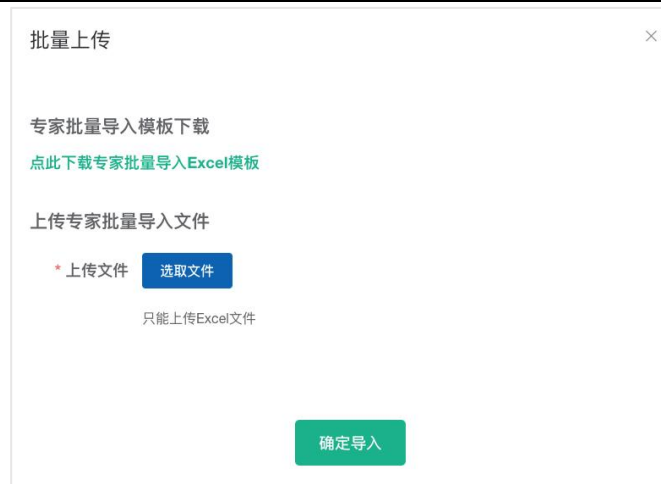 批量上传
专家批量导入模板下载
点此下载专家批量导入Excel模板
上传专家批量导入文件
* 上传文件 选取文件
只能上传Excel文件
确定导入